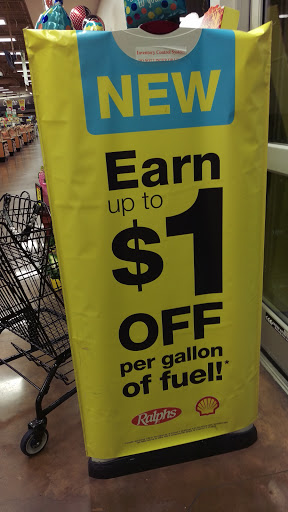 NEW
Earn
up to
$1
OFF
per gallon
of fuel!*
Ralphs